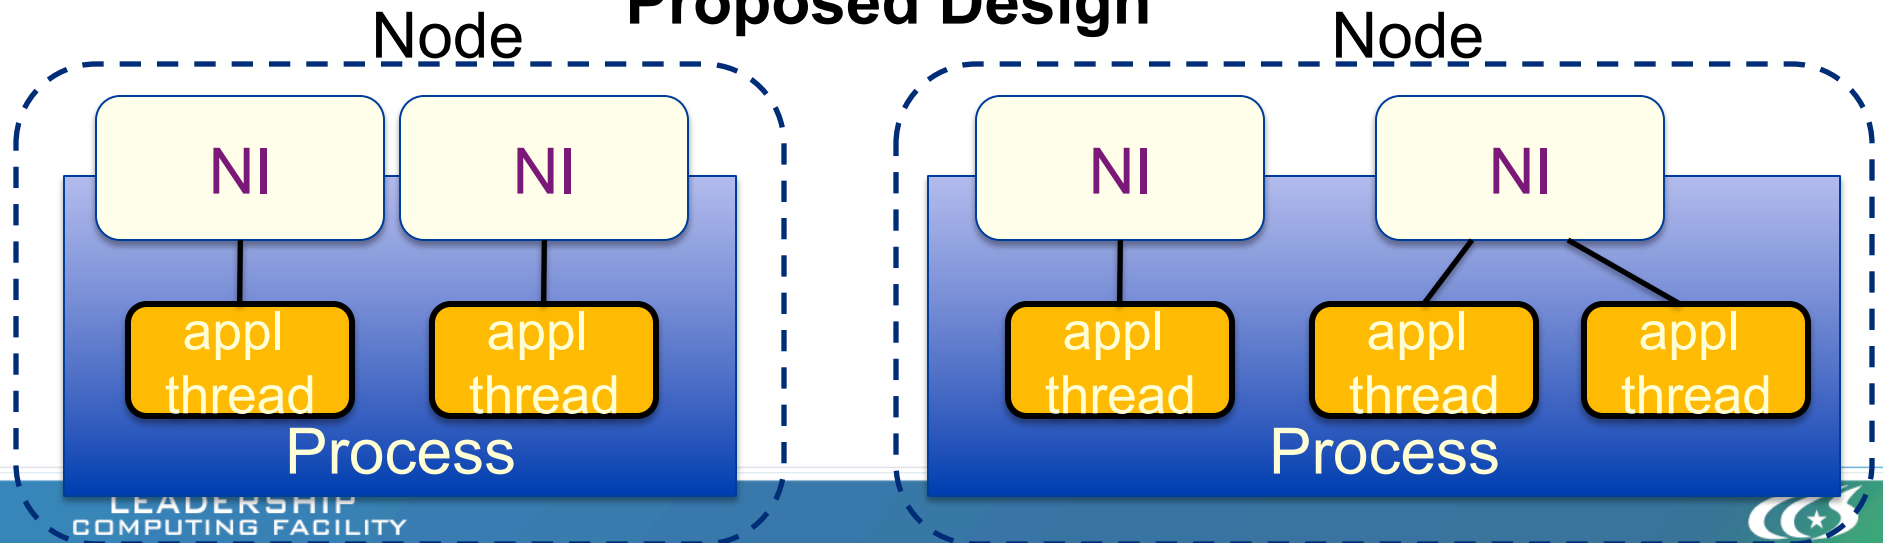 Proposed Design
Node
Node
NI
NI
NI
NI
appl
thread
appl
thread
appl
thread
appl
thread
appl
thread
Process
Process
LEADERSHIP
COMPUTING FACILITY